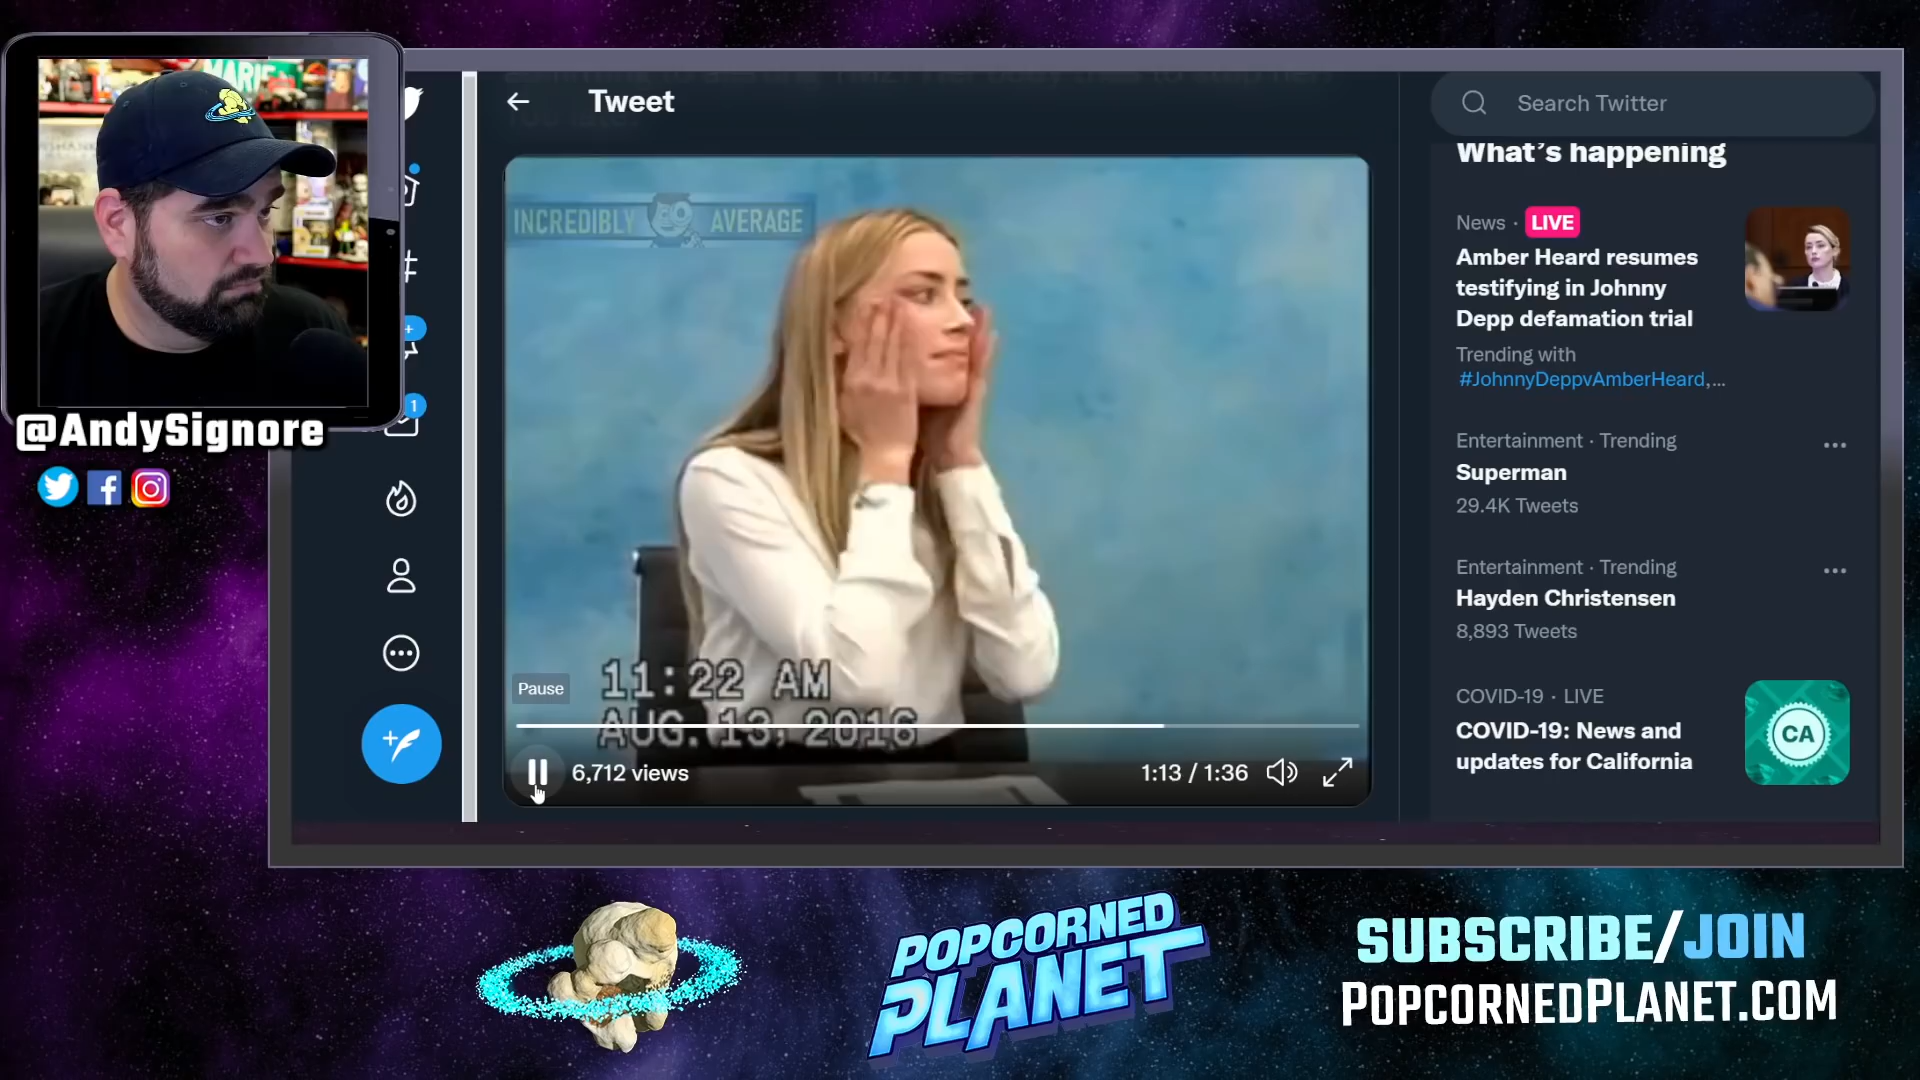 MARIE
@AndySignore
Tweet
INCREDIBLY AVERAGE
11:22 AM
AUG. 13, 2016
Pause
6,712 views
1:13 / 1:36
1
Search Twitter
What's happening
News · LIVE
Amber Heard resumes
testifying in Johnny
Depp defamation trial
Trending with
#JohnnyDeppvAmberHeard,...
Entertainment · Trending
Superman
29.4K Tweets
Entertainment · Trending
Hayden Christensen
8,893 Tweets
COVID-19 · LIVE
COVID-19: News and
updates for California
CA
POPCORNED
PLANET
SUBSCRIBE/JOIN
POPCORNEDPLANET.COM